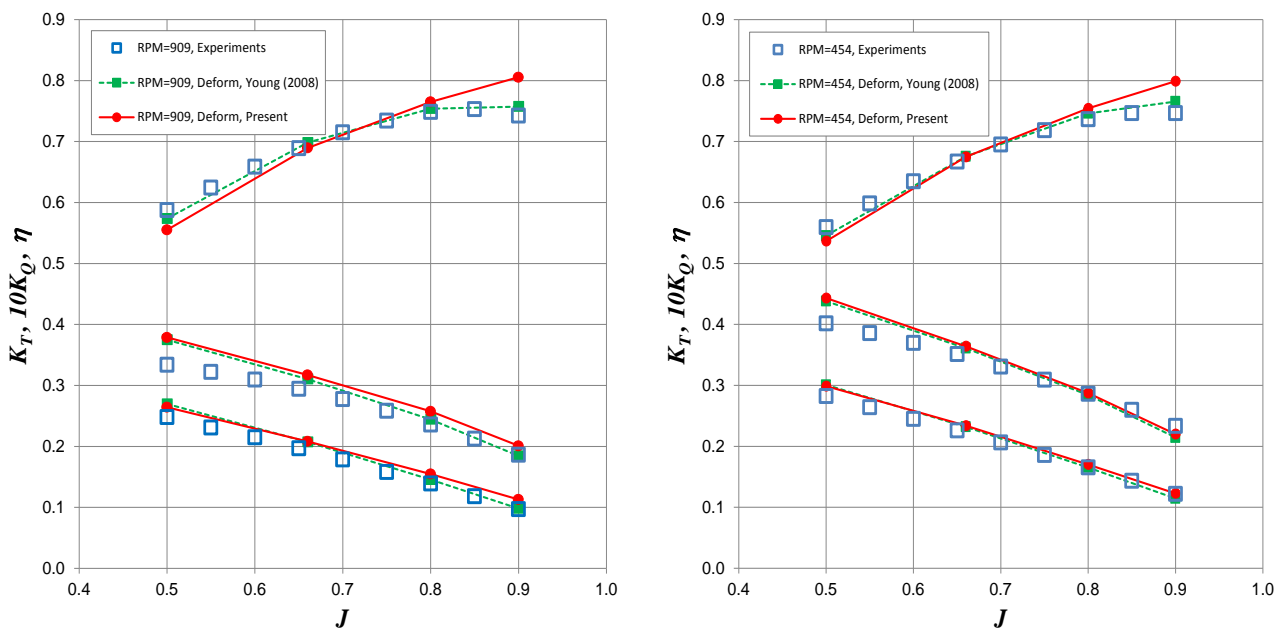 0.9
0.8
0.7
0.6
0.5
0.4
0.3
0.2
0.1
0.0
K_T, 10K_Q, η
RPM=909, Experiments
RPM=909, Deform, Young (2008)
RPM=909, Deform, Present
0.4 0.5 0.6 0.7 0.8 0.9 1.0
J
0.9
0.8
0.7
0.6
0.5
0.4
0.3
0.2
0.1
0.0
K_T, 10K_Q, η
RPM=454, Experiments
RPM=454, Deform, Young (2008)
RPM=454, Deform, Present
0.4 0.5 0.6 0.7 0.8 0.9 1.0
J